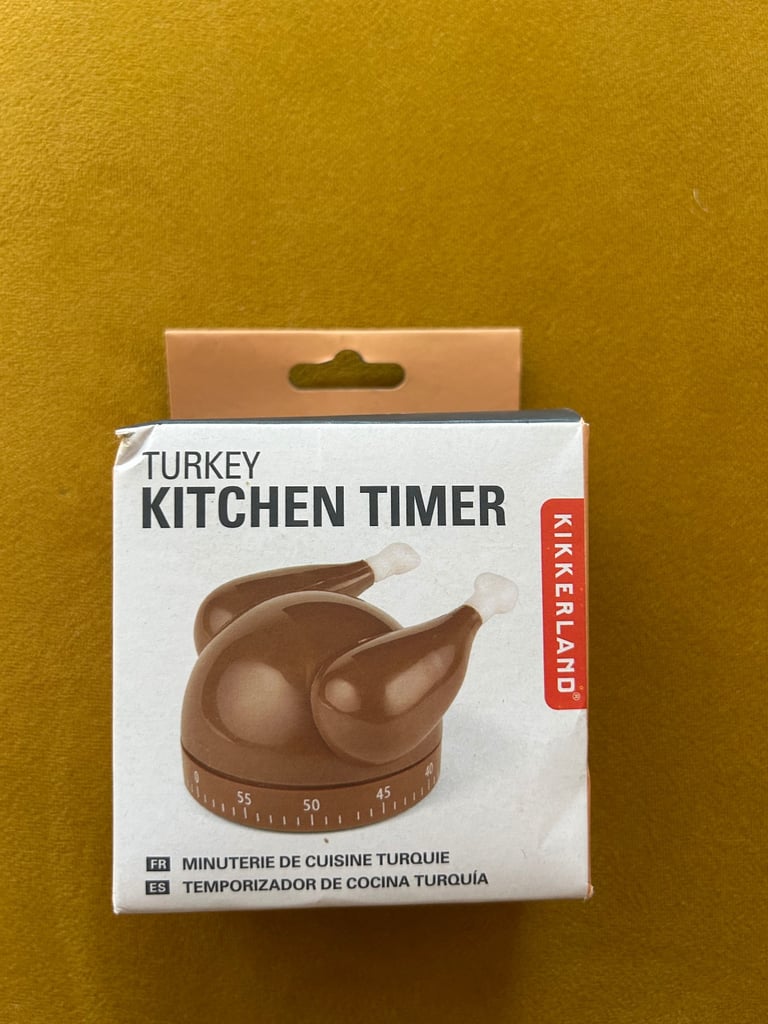 TURKEY
KITCHEN TIMER
KIKKERLAND®
0 55 50 45 40
FR MINUTERIE DE CUISINE TURQUIE
ES TEMPORIZADOR DE COCINA TURQUÍA